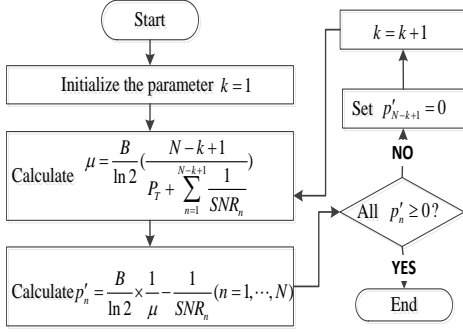 Start
Initialize the parameter k = 1
Calculate μ = B/ln 2 ( (N − k + 1)/(P_T + ∑_{n=1}^{N−k+1} 1/SNR_n) )
Calculate p′_n = B/ln 2 × 1/μ − 1/SNR_n (n = 1, ⋯, N)
All p′_n ≥ 0?
NO
Set p′_{N−k+1} = 0
k = k + 1
YES
End